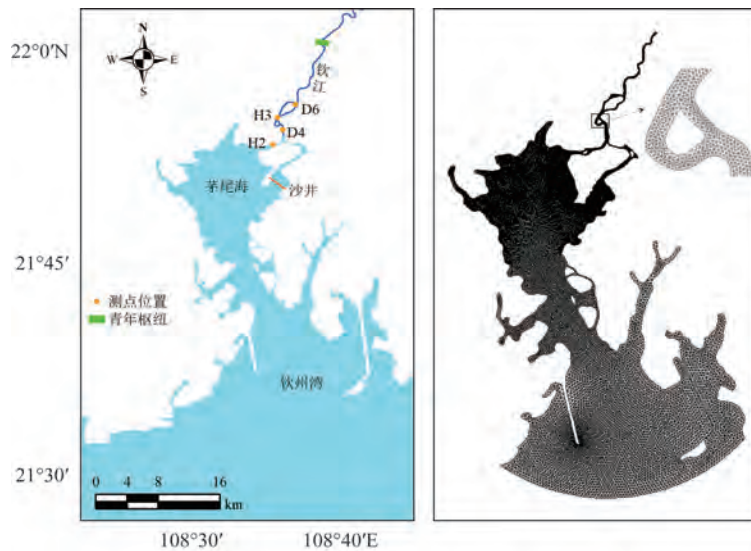 22°0′N
N
W
E
S
钦江
H3
D6
D4
H2
茅尾海
沙井
21°45′
测点位置
青年枢纽
钦州湾
21°30′
0 4 8 16
km
108°30′
108°40′E